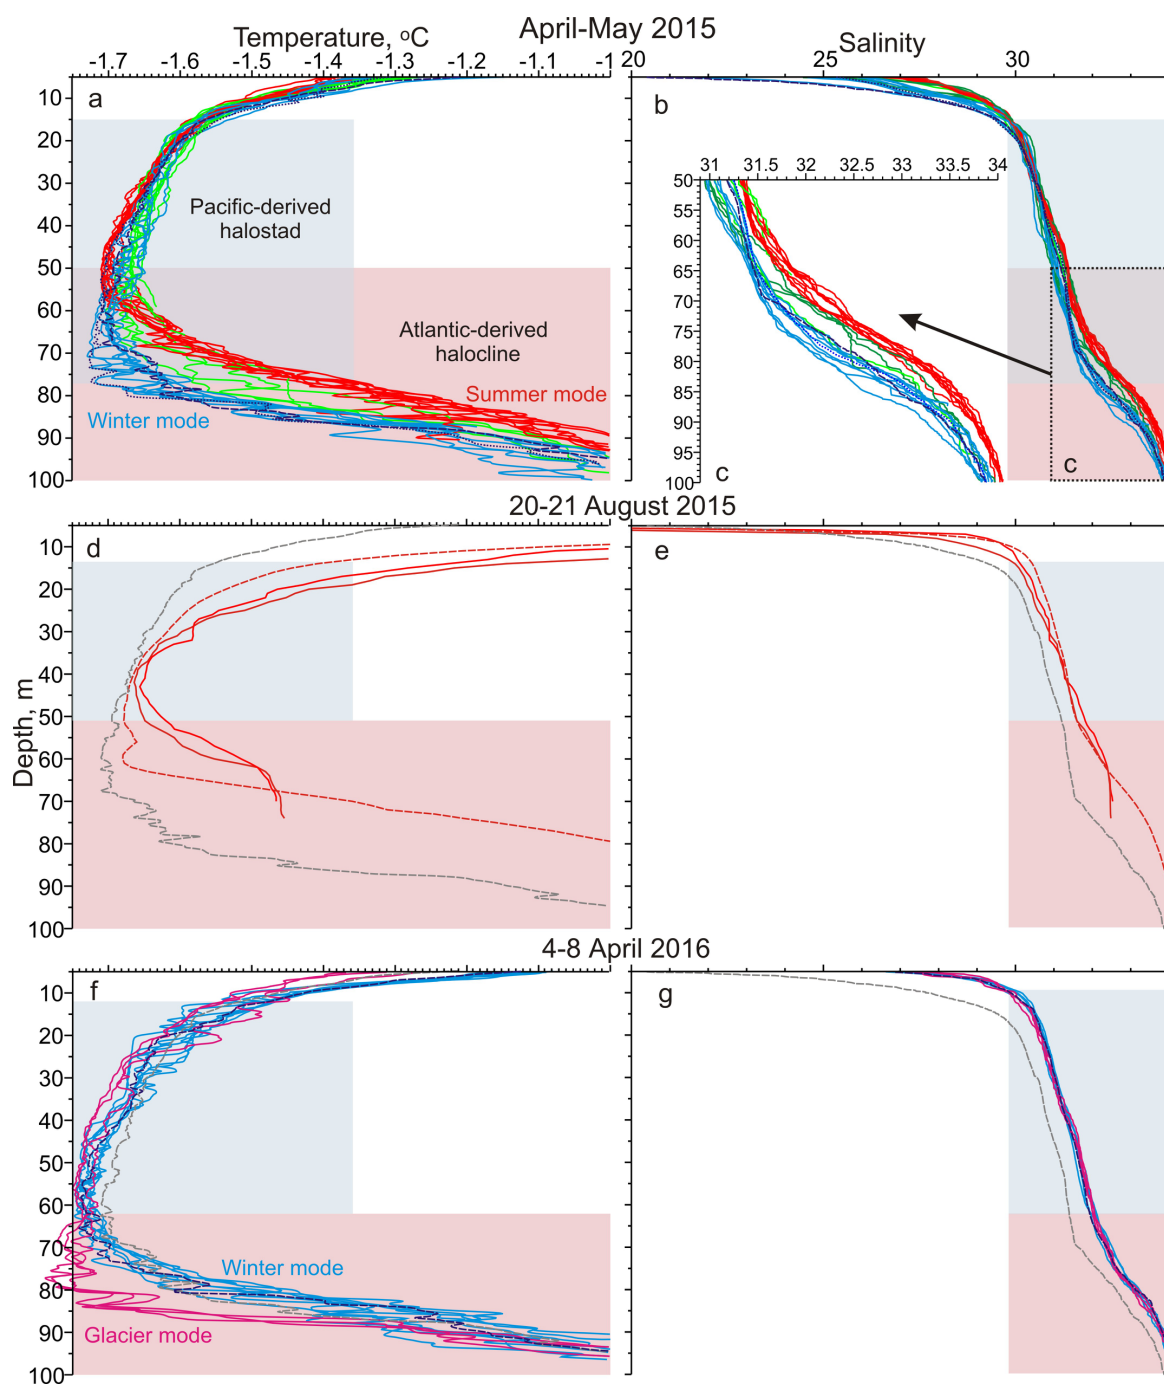 April-May 2015
Temperature, °C
Salinity
-1.7 -1.6 -1.5 -1.4 -1.3 -1.2 -1.1 -1
20 25 30
a
10
20
30
40
50
60
70
80
90
100
Pacific-derived
halostad
Atlantic-derived
halocline
Summer mode
Winter mode
b
31 31.5 32 32.5 33 33.5 34
50
55
60
65
70
75
80
85
90
95
100
c
c
20-21 August 2015
Depth, m
d
10
20
30
40
50
60
70
80
90
100
e
4-8 April 2016
f
10
20
30
40
50
60
70
80
90
100
Winter mode
Glacier mode
g